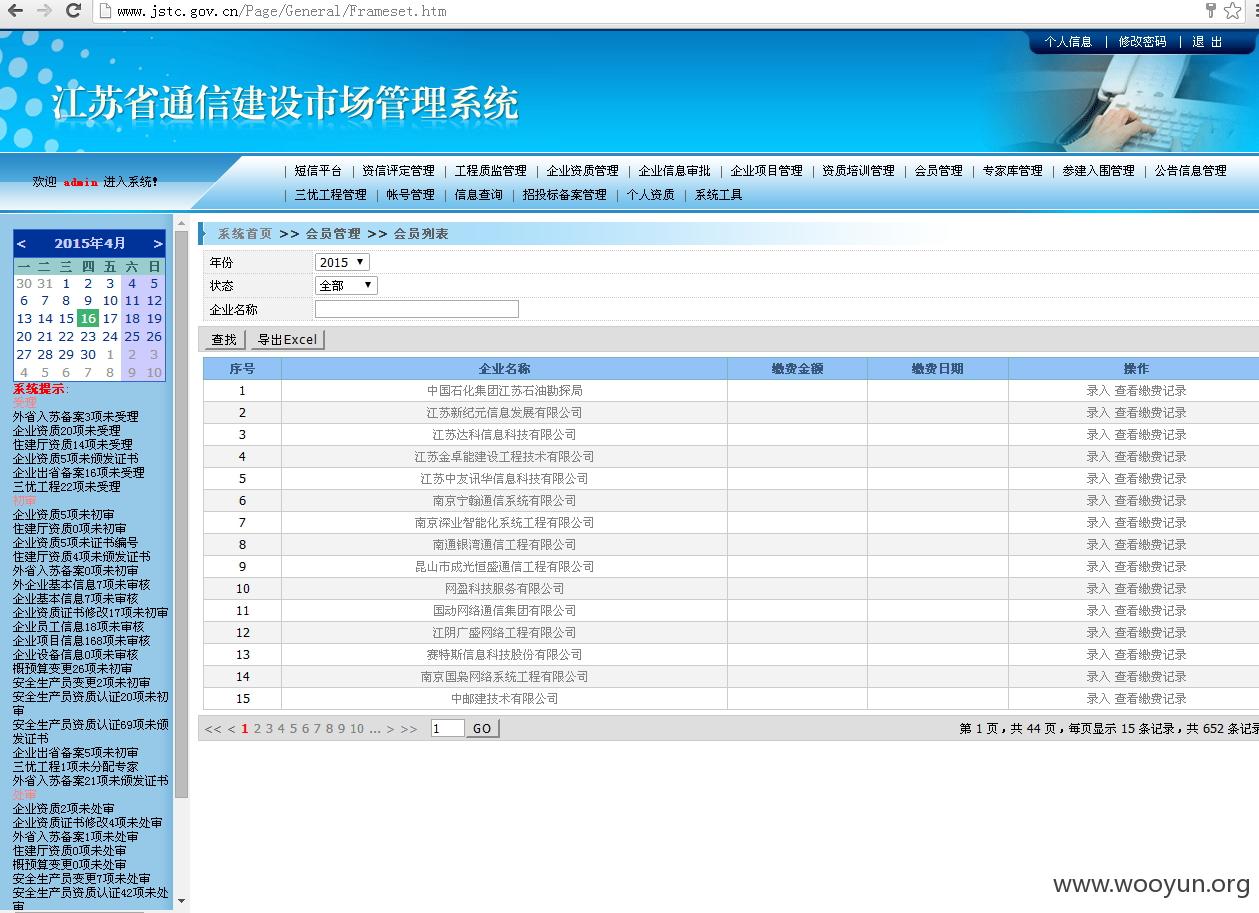 www.jstc.gov.cn/Page/General/Frameset.htm
个人信息 | 修改密码 | 退 出
江苏省通信建设市场管理系统
欢迎 admin 进入系统!
| 短信平台 | 资信评定管理 | 工程质监管理 | 企业资质管理 | 企业信息审批 | 企业项目管理 | 资质培训管理 | 会员管理 | 专家库管理 | 参建入围管理 | 公告信息管理
| 三优工程管理 | 帐号管理 | 信息查询 | 招投标备案管理 | 个人资质 | 系统工具
< 2015年4月 >
一 二 三 四 五 六 日
30 31 1 2 3 4 5
6 7 8 9 10 11 12
13 14 15 16 17 18 19
20 21 22 23 24 25 26
27 28 29 30 1 2 3
4 5 6 7 8 9 10
系统提示:
受理
外省入苏备案3项未受理
企业资质20项未受理
住建厅资质14项未受理
企业资质5项未颁发证书
企业出省备案16项未受理
三优工程22项未受理
初审
企业资质5项未初审
住建厅资质0项未初审
企业资质5项未证书编号
住建厅资质4项未颁发证书
外省入苏备案0项未初审
外企业基本信息7项未审核
企业基本信息7项未审核
企业资质证书修改17项未初审
企业员工信息18项未审核
企业项目信息168项未审核
企业设备信息0项未审核
概预算变更26项未初审
安全生产员变更2项未初审
安全生产员资质认证20项未初
审
安全生产员资质认证69项未颁
发证书
企业出省备案5项未初审
三优工程1项未分配专家
外省入苏备案21项未颁发证书
处审
企业资质2项未处审
企业资质证书修改4项未处审
外省入苏备案1项未处审
住建厅资质0项未处审
概预算变更0项未处审
安全生产员变更7项未处审
安全生产员资质认证42项未处
审
系统首页 >> 会员管理 >> 会员列表
年份 2015
状态 全部
企业名称
查找 导出Excel
序号 企业名称 缴费金额 缴费日期 操作
1 中国石化集团江苏石油勘探局 录入 查看缴费记录
2 江苏新纪元信息发展有限公司 录入 查看缴费记录
3 江苏达科信息科技有限公司 录入 查看缴费记录
4 江苏金卓能建设工程技术有限公司 录入 查看缴费记录
5 江苏中友讯华信息科技有限公司 录入 查看缴费记录
6 南京宁翰通信系统有限公司 录入 查看缴费记录
7 南京深业智能化系统工程有限公司 录入 查看缴费记录
8 南通银湾通信工程有限公司 录入 查看缴费记录
9 昆山市成光恒盛通信工程有限公司 录入 查看缴费记录
10 网盈科技服务有限公司 录入 查看缴费记录
11 国动网络通信集团有限公司 录入 查看缴费记录
12 江阴广盛网络工程有限公司 录入 查看缴费记录
13 赛特斯信息科技股份有限公司 录入 查看缴费记录
14 南京国枭网络系统工程有限公司 录入 查看缴费记录
15 中邮建技术有限公司 录入 查看缴费记录
<< < 1 2 3 4 5 6 7 8 9 10 ... > >> 1 GO 第 1 页，共 44 页，每页显示 15 条记录，共 652 条记录
www.wooyun.org